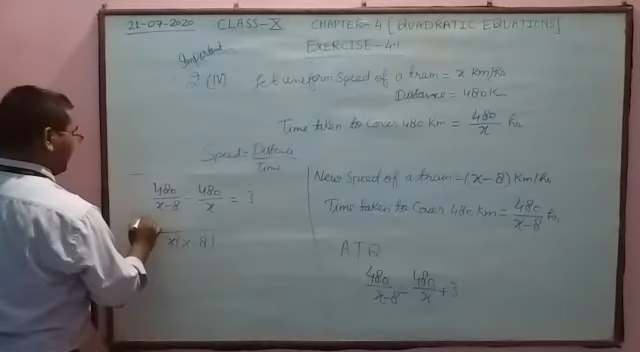 21-07-2020 CLASS-X CHAPTER-4 [QUADRATIC EQUATIONS]
EXERCISE-4.1
Important
2 (IV) Let uniform speed of a train = x Km/hr
Distance = 480 K
Time taken to cover 480 Km = 480/x hr
Speed = Distance/Time
New Speed of a train = (x-8) Km/hr
Time taken to Cover 480 Km = 480/x-8 hr
ATQ
480/x-8 = 480/x + 3
480/x-8 - 480/x = 3
x(x-8)